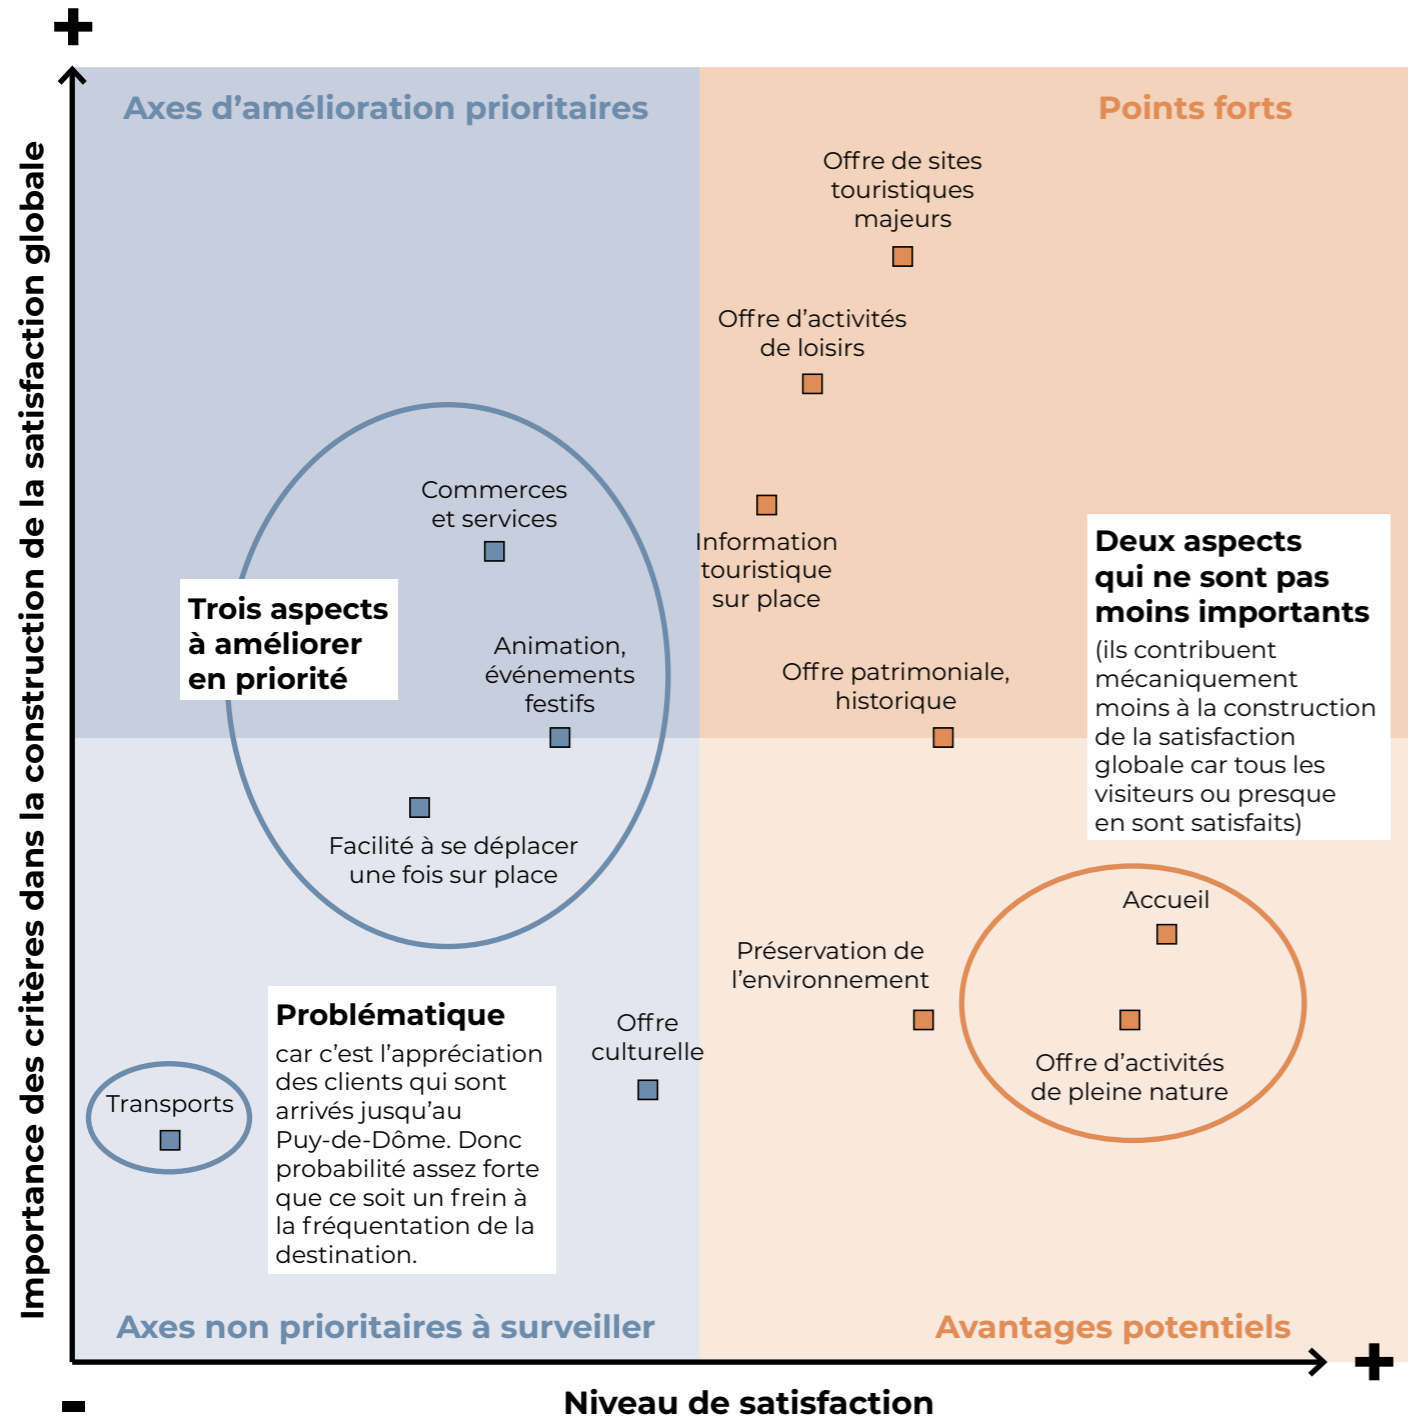 +
Axes d’amélioration prioritaires
Points forts
Importance des critères dans la construction de la satisfaction globale
Offre de sites
touristiques
majeurs
Offre d’activités
de loisirs
Commerces
et services
Information
touristique
sur place
Deux aspects
qui ne sont pas
moins importants
(ils contribuent
mécaniquement
moins à la construction
de la satisfaction
globale car tous les
visiteurs ou presque
en sont satisfaits)
Trois aspects
à améliorer
en priorité
Animation,
événements
festifs
Offre patrimoniale,
historique
Facilité à se déplacer
une fois sur place
Accueil
Préservation de
l’environnement
Offre d’activités
de pleine nature
Problématique
car c’est l’appréciation
des clients qui sont
arrivés jusqu’au
Puy-de-Dôme. Donc
probabilité assez forte
que ce soit un frein à
la fréquentation de la
destination.
Offre
culturelle
Transports
Axes non prioritaires à surveiller
Avantages potentiels
+
-
Niveau de satisfaction